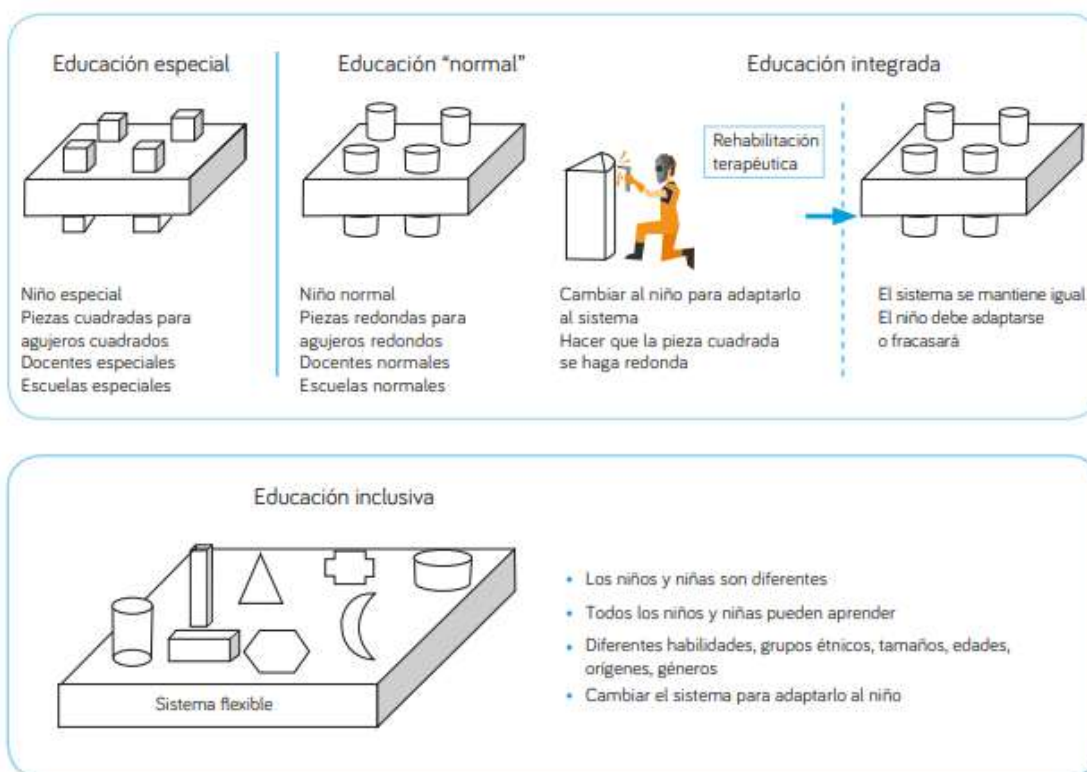 Educación especial
Niño especial
Piezas cuadradas para
agujeros cuadrados
Docentes especiales
Escuelas especiales
Educación “normal”
Niño normal
Piezas redondas para
agujeros redondos
Docentes normales
Escuelas normales
Educación integrada
Rehabilitación
terapéutica
Cambiar al niño para adaptarlo
al sistema
Hacer que la pieza cuadrada
se haga redonda
El sistema se mantiene igual
El niño debe adaptarse
o fracasará
Educación inclusiva
Sistema flexible
• Los niños y niñas son diferentes
• Todos los niños y niñas pueden aprender
• Diferentes habilidades, grupos étnicos, tamaños, edades,
orígenes, géneros
• Cambiar el sistema para adaptarlo al niño